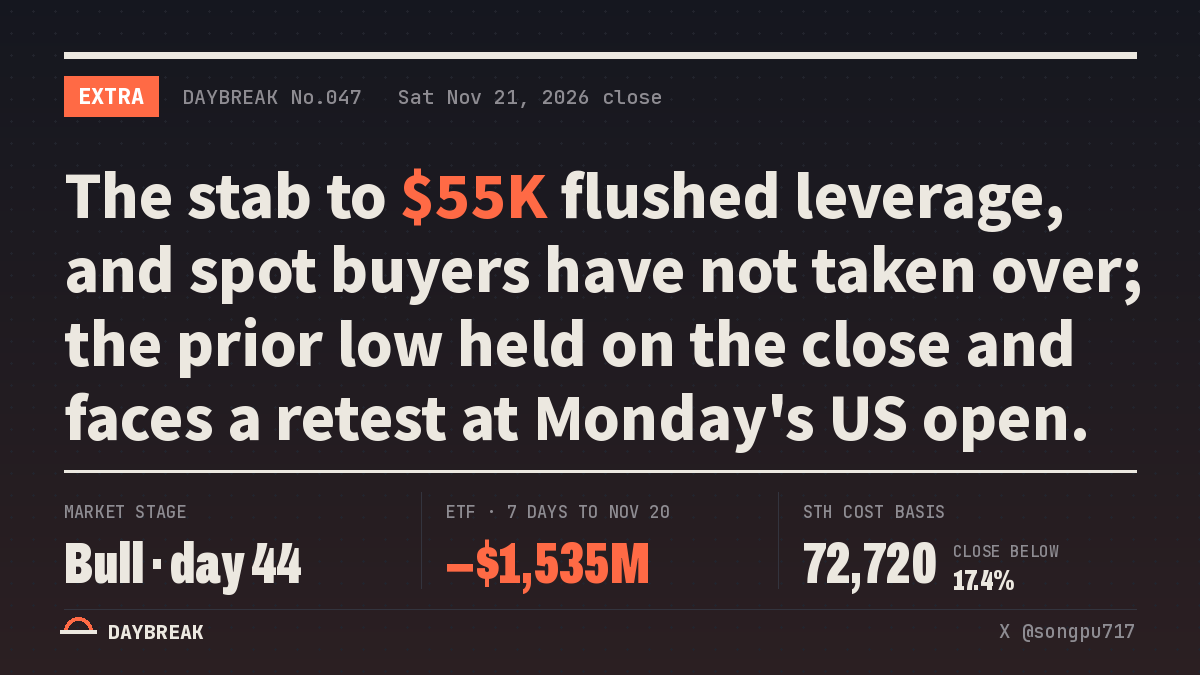 EXTRA DAYBREAK No.047 Sat Nov 21, 2026 close
The stab to $55K flushed leverage,
and spot buyers have not taken over;
the prior low held on the close and
faces a retest at Monday's US open.
MARKET STAGE
Bull · day 44
ETF · 7 DAYS TO NOV 20
−$1,535M
STH COST BASIS
72,720
CLOSE BELOW
17.4%
DAYBREAK
X @songpu717